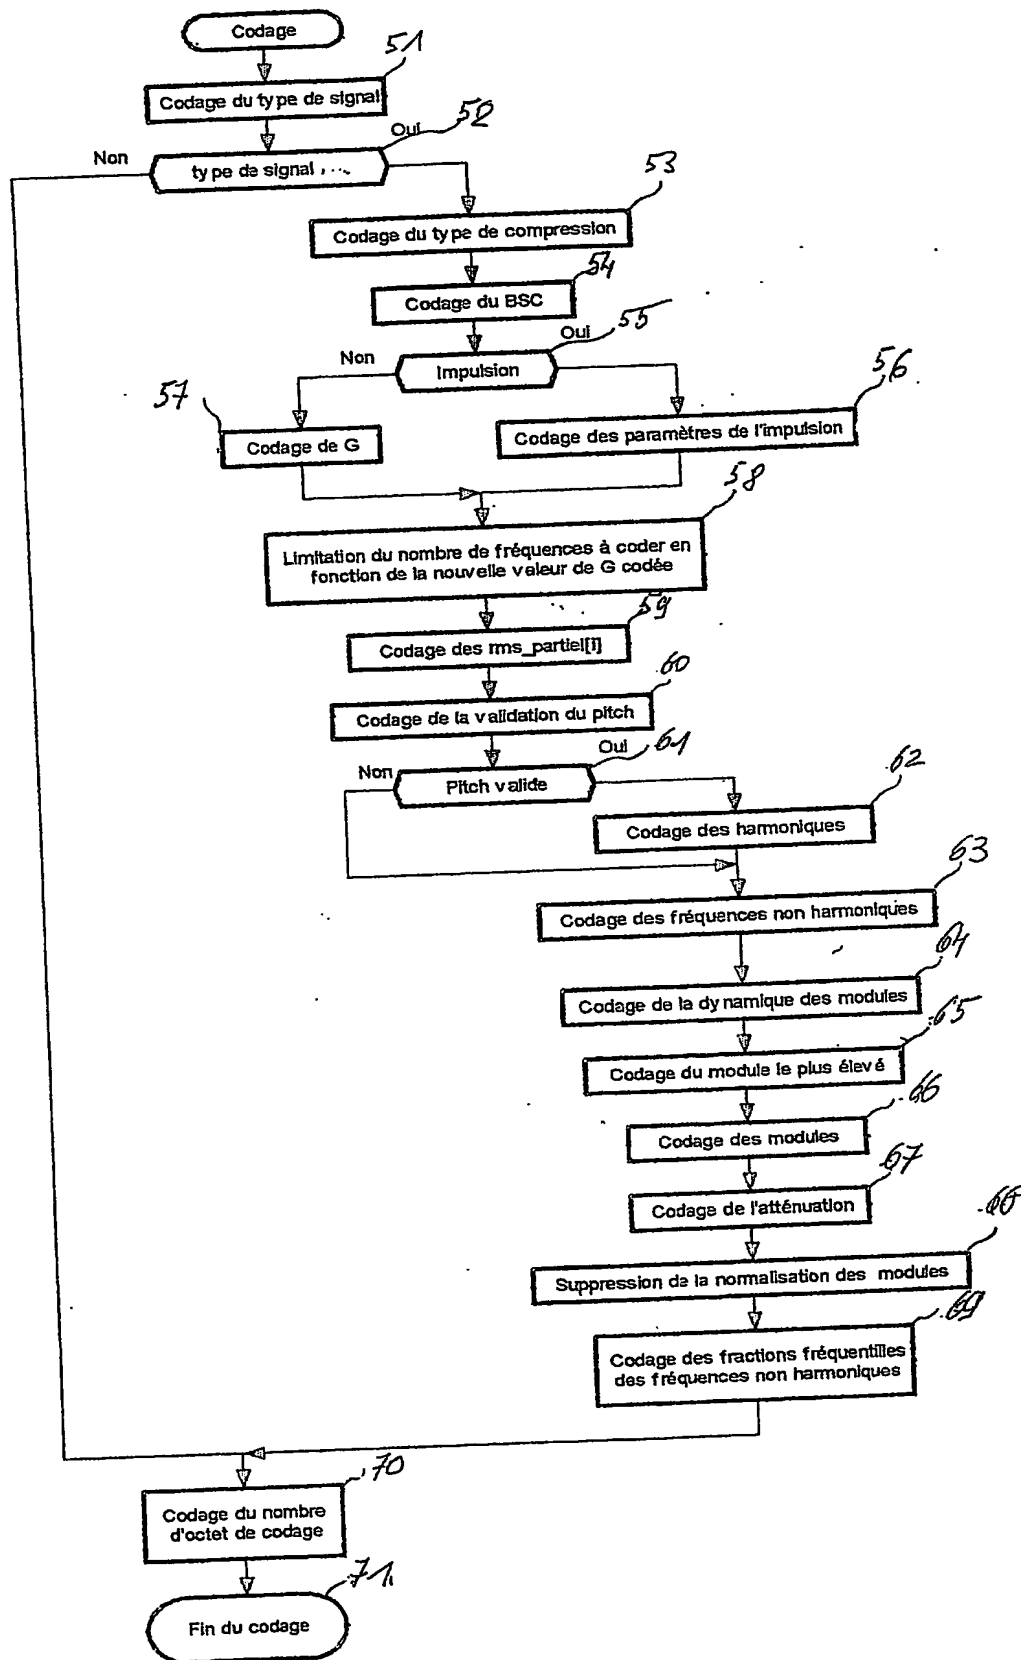 Codage
51
Codage du type de signal
52
Oui
Non
type de signal ...
53
Codage du type de compression
54
Codage du BSC
55
Oui
Non
Impulsion
56
57
Codage de G
Codage des paramètres de l'impulsion
58
Limitation du nombre de fréquences à coder en
fonction de la nouvelle valeur de G codée
59
Codage des rms_partiel[i]
60
Codage de la validation du pitch
61
Oui
Non
Pitch valide
62
Codage des harmoniques
63
Codage des fréquences non harmoniques
64
Codage de la dynamique des modules
65
Codage du module le plus élevé
66
Codage des modules
67
Codage de l'atténuation
Suppression de la normalisation des modules
69
Codage des fractions fréquentilles
des fréquences non harmoniques
70
Codage du nombre
d'octet de codage
71
Fin du codage